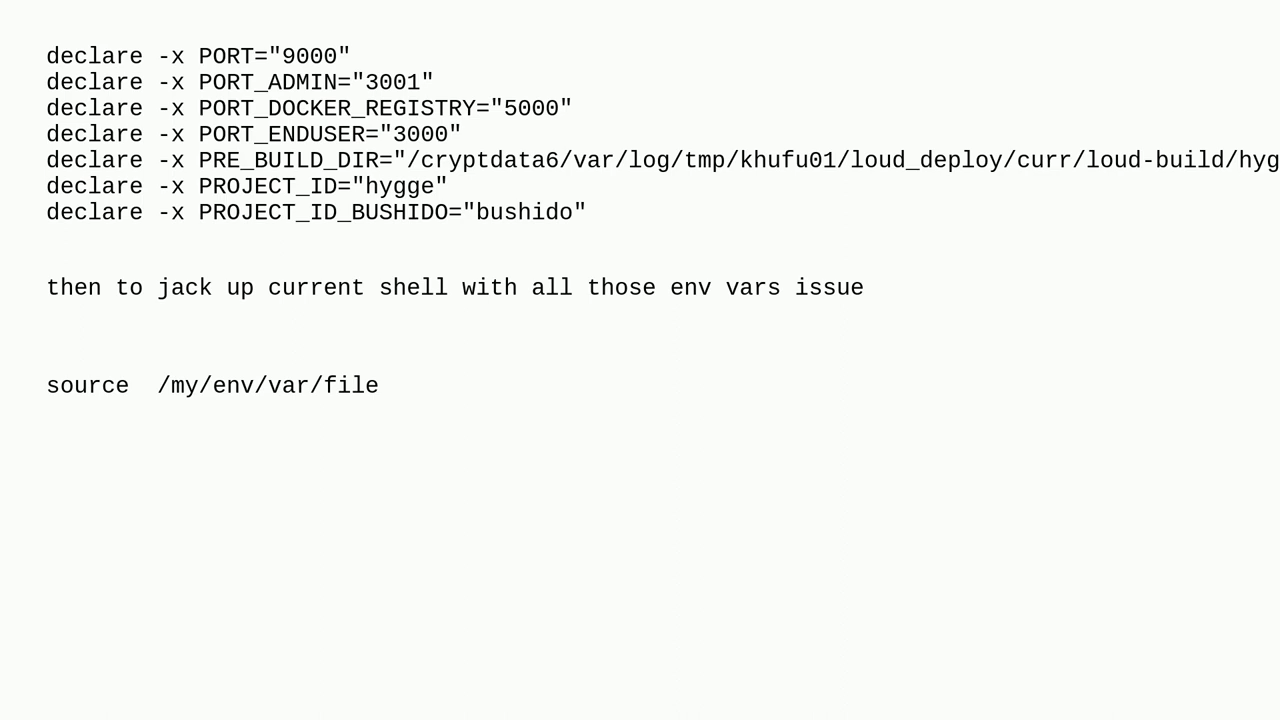 declare -x PORT="9000"
declare -x PORT_ADMIN="3001"
declare -x PORT_DOCKER_REGISTRY="5000"
declare -x PORT_ENDUSER="3000"
declare -x PRE_BUILD_DIR="/cryptdata6/var/log/tmp/khufu01/loud_deploy/curr/loud-build/hyg
declare -x PROJECT_ID="hygge"
declare -x PROJECT_ID_BUSHIDO="bushido"
then to jack up current shell with all those env vars issue
source  /my/env/var/file